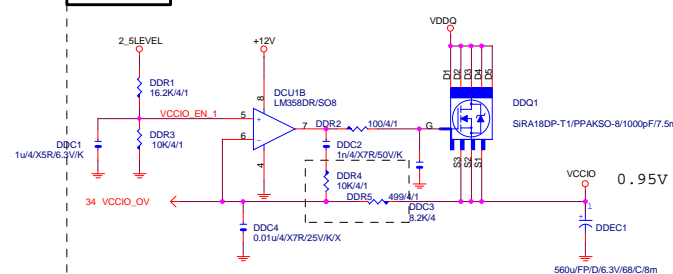 VDDQ
2_5LEVEL
+12V
D1
D2
D3
D4
D5
DDR1
16.2K/4/1
DCU1B
LM358DR/SO8
8
VCCIO_EN_1
5
+
DDQ1
SiRA18DP-T1/PPAKSO-8/1000pF/7.5m
7
DDR2
100/4/1
G
DDC1
1u/4/X5R/6.3V/K
DDR3
10K/4/1
6
-
4
DDC2
1n/4/X7R/50V/K
S3
S2
S1
DDR4
10K/4/1
VCCIO
0.95V
34 VCCIO_OV
DDR5
499/4/1
DDC3
8.2K/4
1
+
DDEC1
DDC4
0.01u/4/X7R/25V/K/X
560u/FP/D/6.3V/68/C/8m